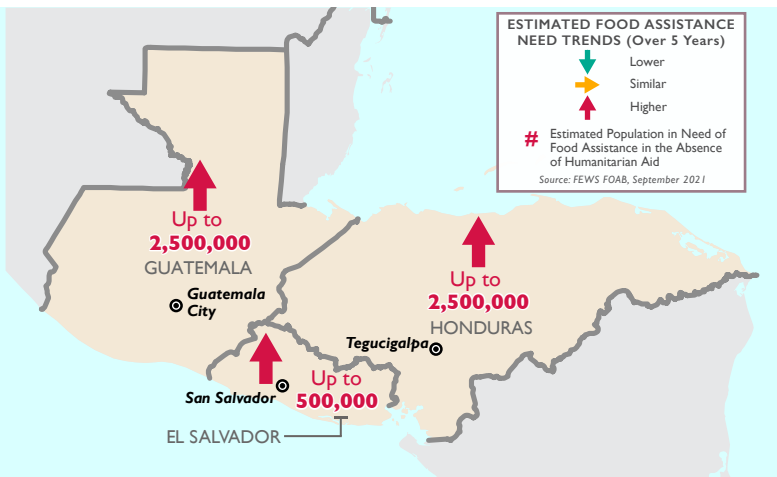 ESTIMATED FOOD ASSISTANCE
NEED TRENDS (Over 5 Years)
Lower
Similar
Higher
# Estimated Population in Need of
Food Assistance in the Absence
of Humanitarian Aid
Source: FEWS FOAB, September 2021
Up to
2,500,000
GUATEMALA
Guatemala
City
Up to
2,500,000
HONDURAS
Tegucigalpa
San Salvador
Up to
500,000
EL SALVADOR